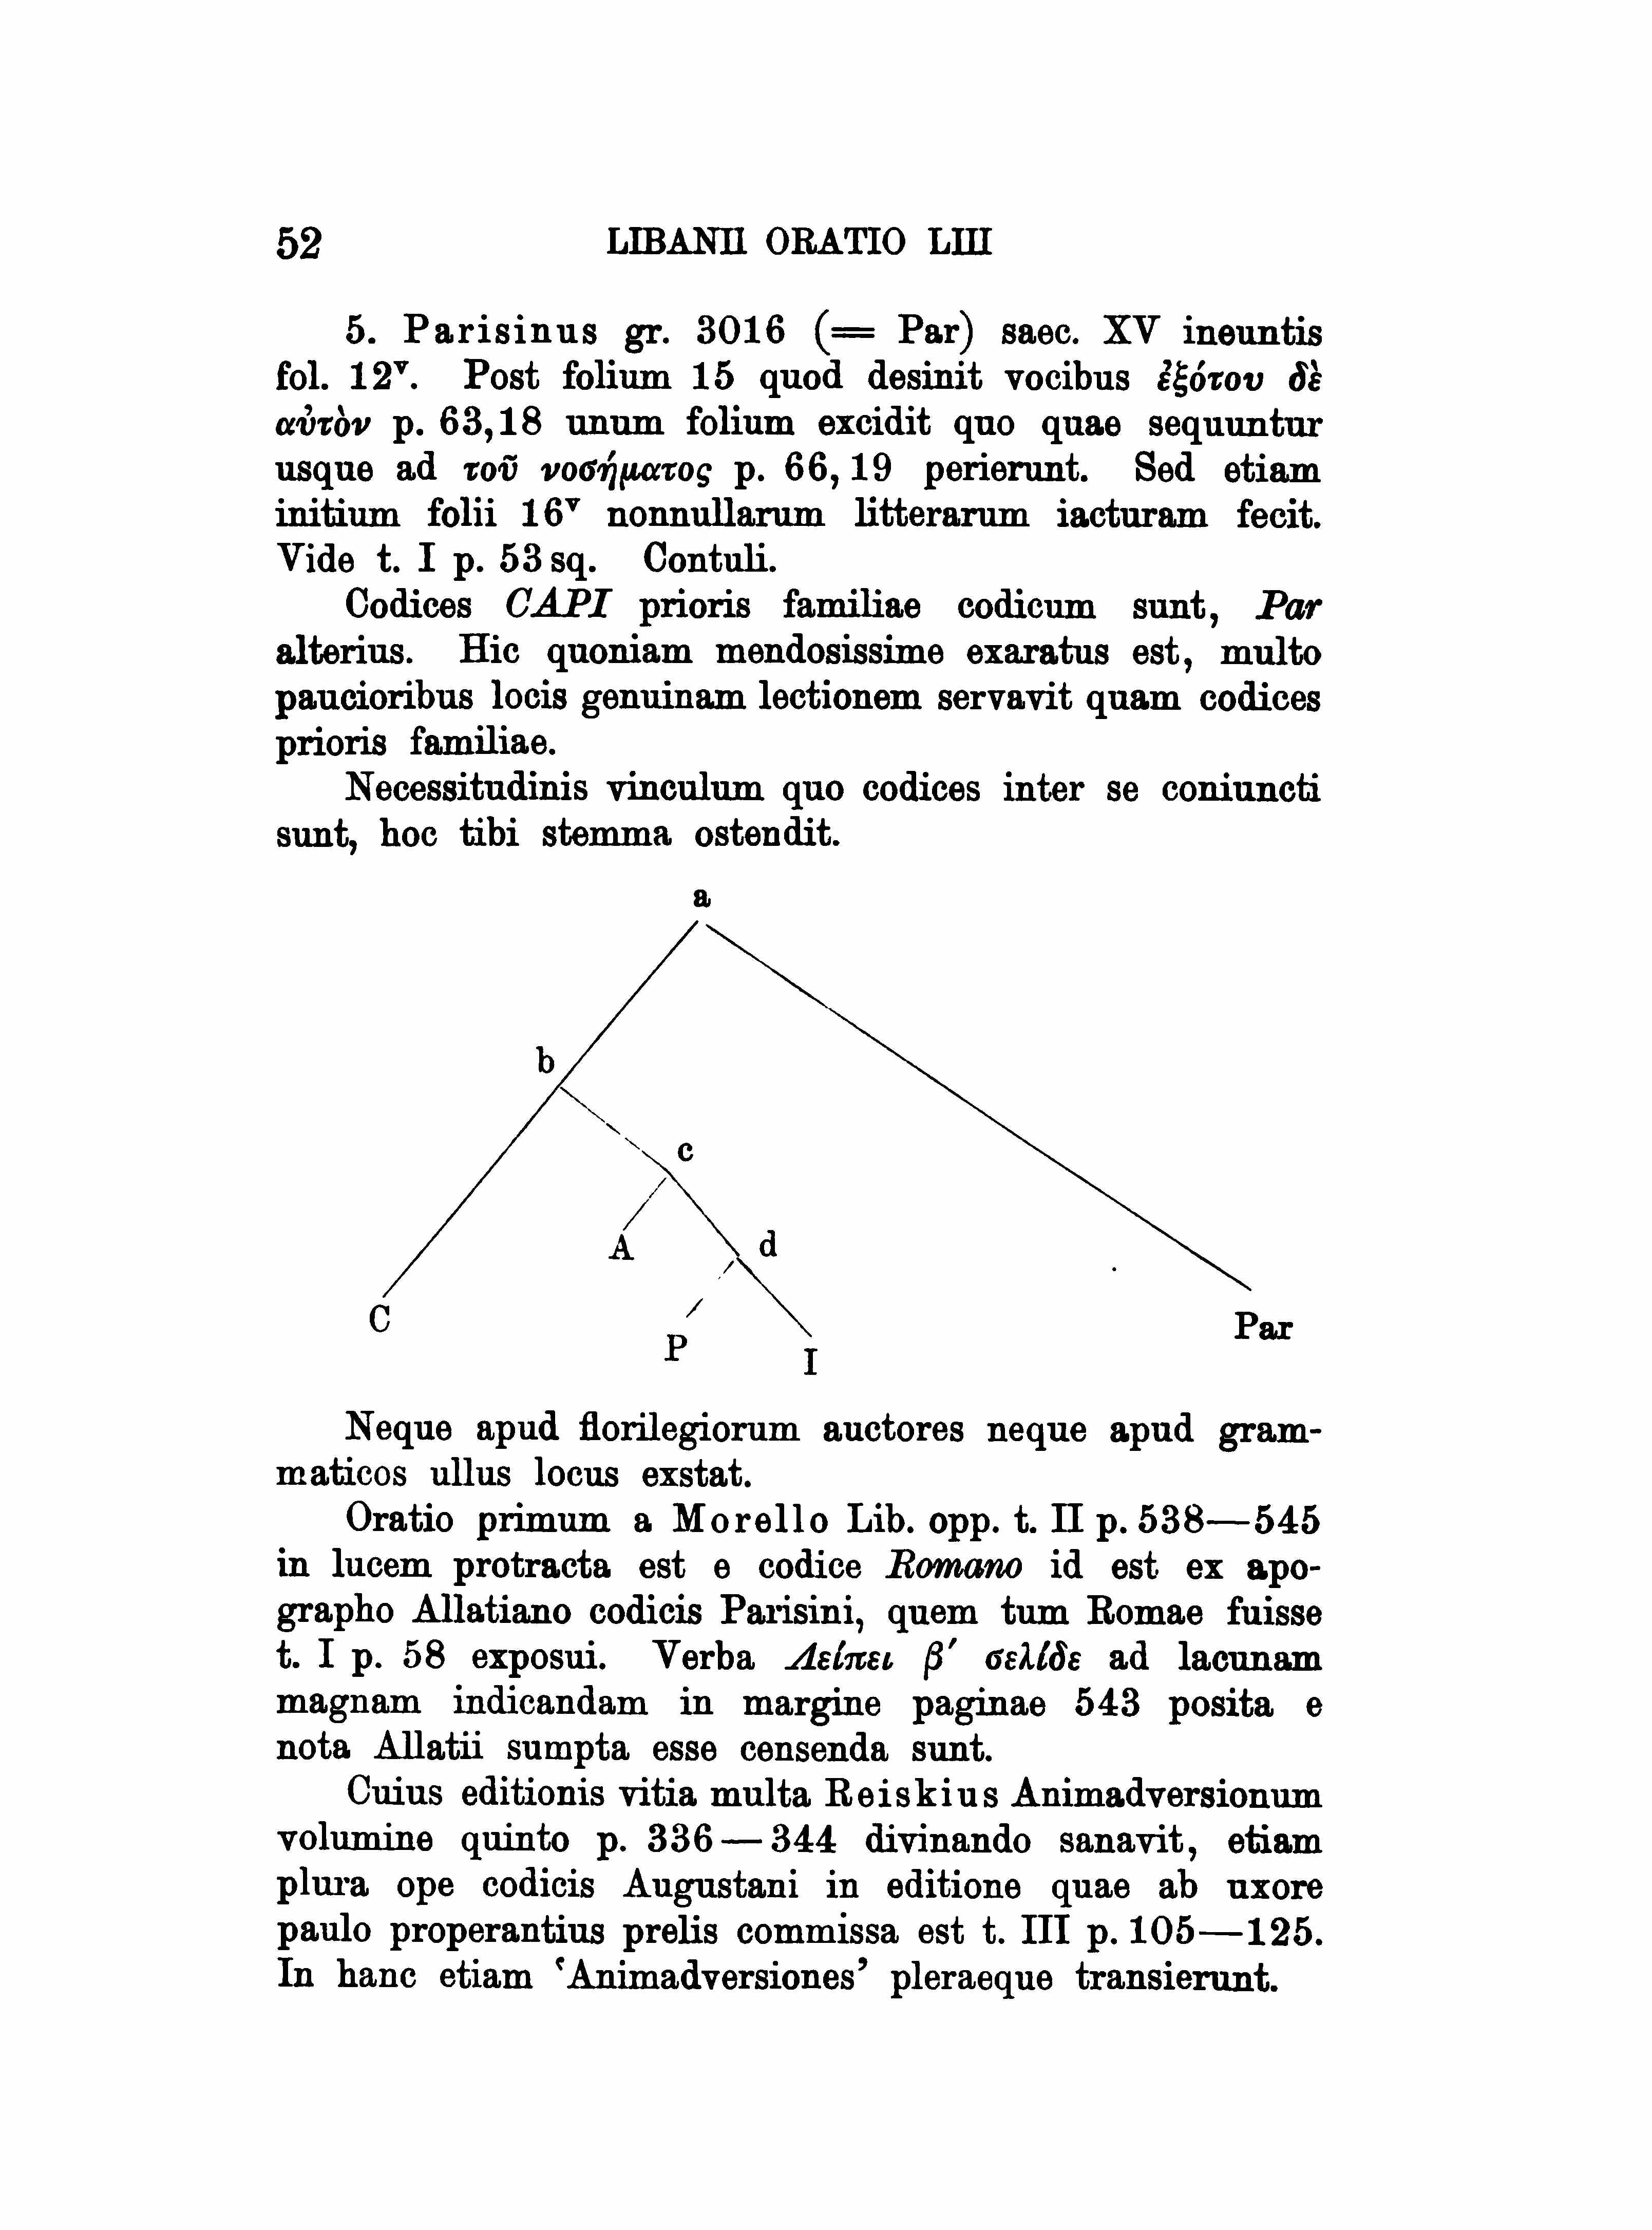 52 LIBANII ORATIO LIII
5. Parisinus gr. 3016 (= Par) saec. XV ineuntis
fol. 12ᵛ. Post folium 15 quod desinit vocibus ἐξότου δὲ
αὐτὸν p. 63,18 unum folium excidit quo quae sequuntur
usque ad τοῦ νοσήματος p. 66,19 perierunt. Sed etiam
initium folii 16ᵛ nonnullarum litterarum iacturam fecit.
Vide t. I p. 53 sq. Contuli.
Codices CAPI prioris familiae codicum sunt, Par
alterius. Hic quoniam mendosissime exaratus est, multo
paucioribus locis genuinam lectionem servavit quam codices
prioris familiae.
Necessitudinis vinculum quo codices inter se coniuncti
sunt, hoc tibi stemma ostendit.
a
b
c
A d
C P I Par
Neque apud florilegiorum auctores neque apud gram-
maticos ullus locus exstat.
Oratio primum a Morello Lib. opp. t. II p. 538—545
in lucem protracta est e codice Romano id est ex apo-
grapho Allatiano codicis Parisini, quem tum Romae fuisse
t. I p. 58 exposui. Verba Λείπει β′ σελίδε ad lacunam
magnam indicandam in margine paginae 543 posita e
nota Allatii sumpta esse censenda sunt.
Cuius editionis vitia multa Reiskius Animadversionum
volumine quinto p. 336—344 divinando sanavit, etiam
plura ope codicis Augustani in editione quae ab uxore
paulo properantius prelis commissa est t. III p. 105—125.
In hanc etiam ‘Animadversiones’ pleraeque transierunt.